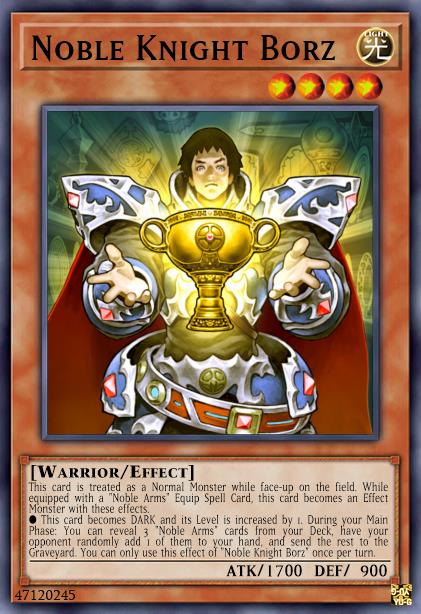 NOBLE KNIGHT BORZ
LIGHT
光
[WARRIOR/EFFECT]
This card is treated as a Normal Monster while face-up on the field. While
equipped with a "Noble Arms" Equip Spell Card, this card becomes an Effect
Monster with these effects.
● This card becomes DARK and its Level is increased by 1. During your Main
Phase: You can reveal 3 "Noble Arms" cards from your Deck, have your
opponent randomly add 1 of them to your hand, and send the rest to the
Graveyard. You can only use this effect of "Noble Knight Borz" once per turn.
ATK/1700 DEF/ 900
47120245